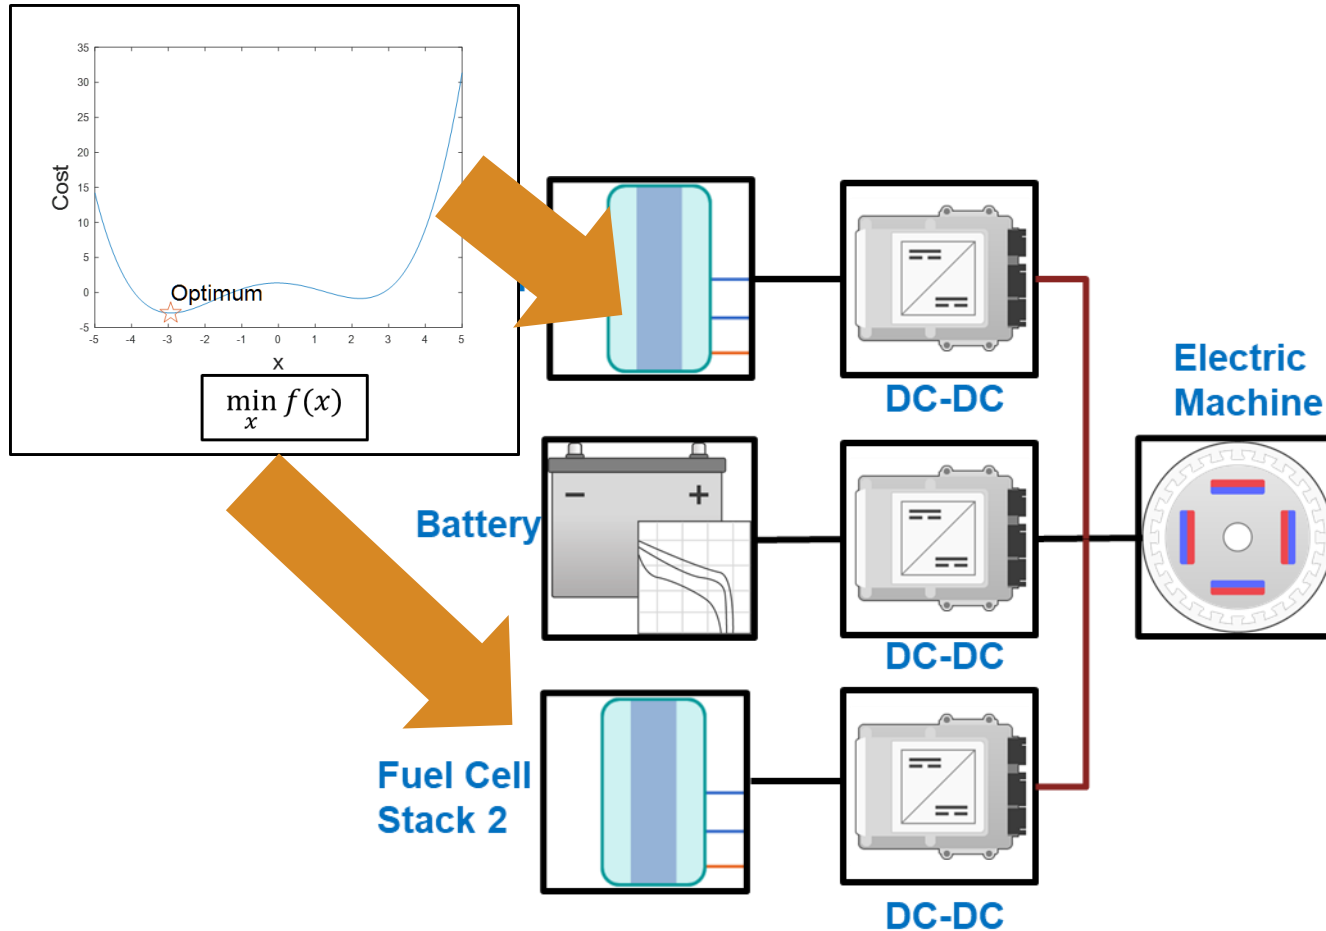 35
30
25
20
15
10
5
0
-5
-5 -4 -3 -2 -1 0 1 2 3 4 5
Cost
Optimum
x
min f(x)
x
DC-DC
Electric
Machine
Battery
− +
DC-DC
Fuel Cell
Stack 2
DC-DC